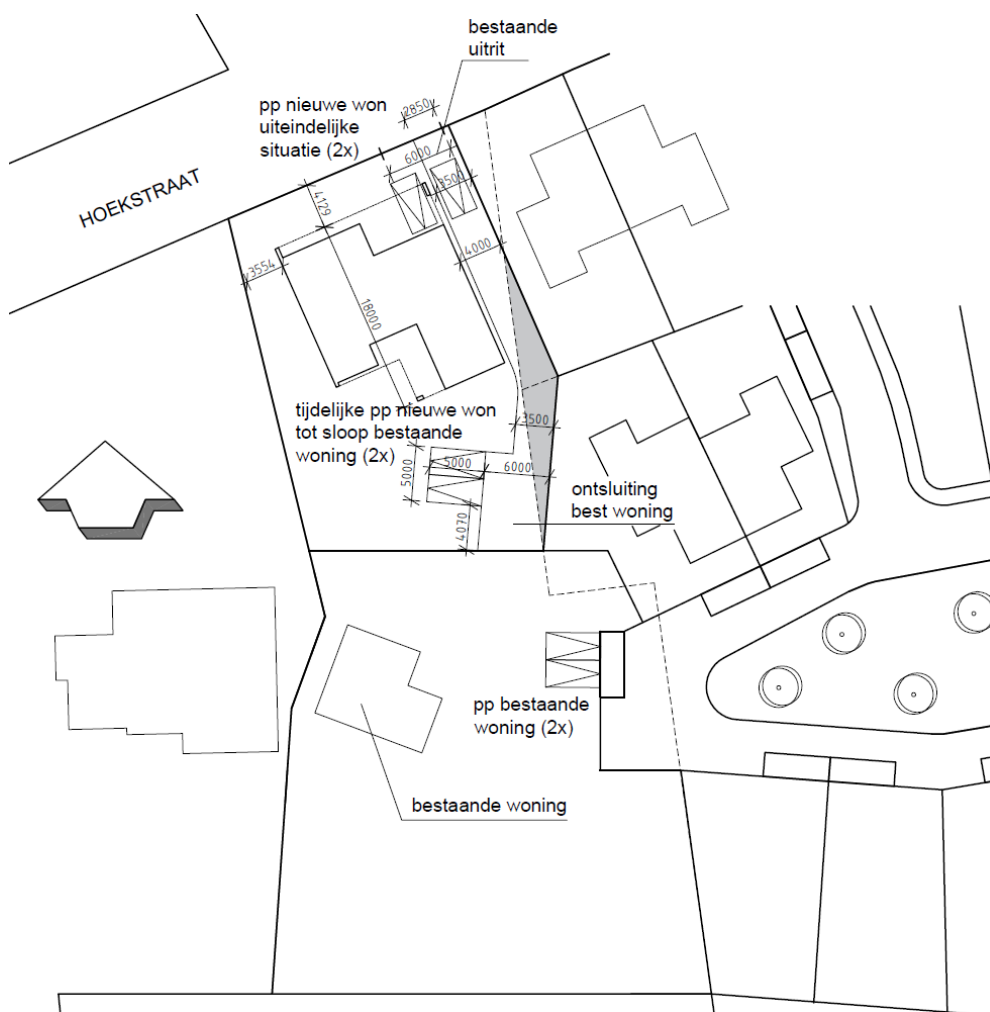 bestaande
uitrit
pp nieuwe won
uiteindelijke
situatie (2x)
2850
6000
3500
HOEKSTRAAT
4129
4000
3554
18000
tijdelijke pp nieuwe won
tot sloop bestaande
woning (2x)
3500
5000
5000
6000
4070
ontsluiting
best woning
pp bestaande
woning (2x)
bestaande woning